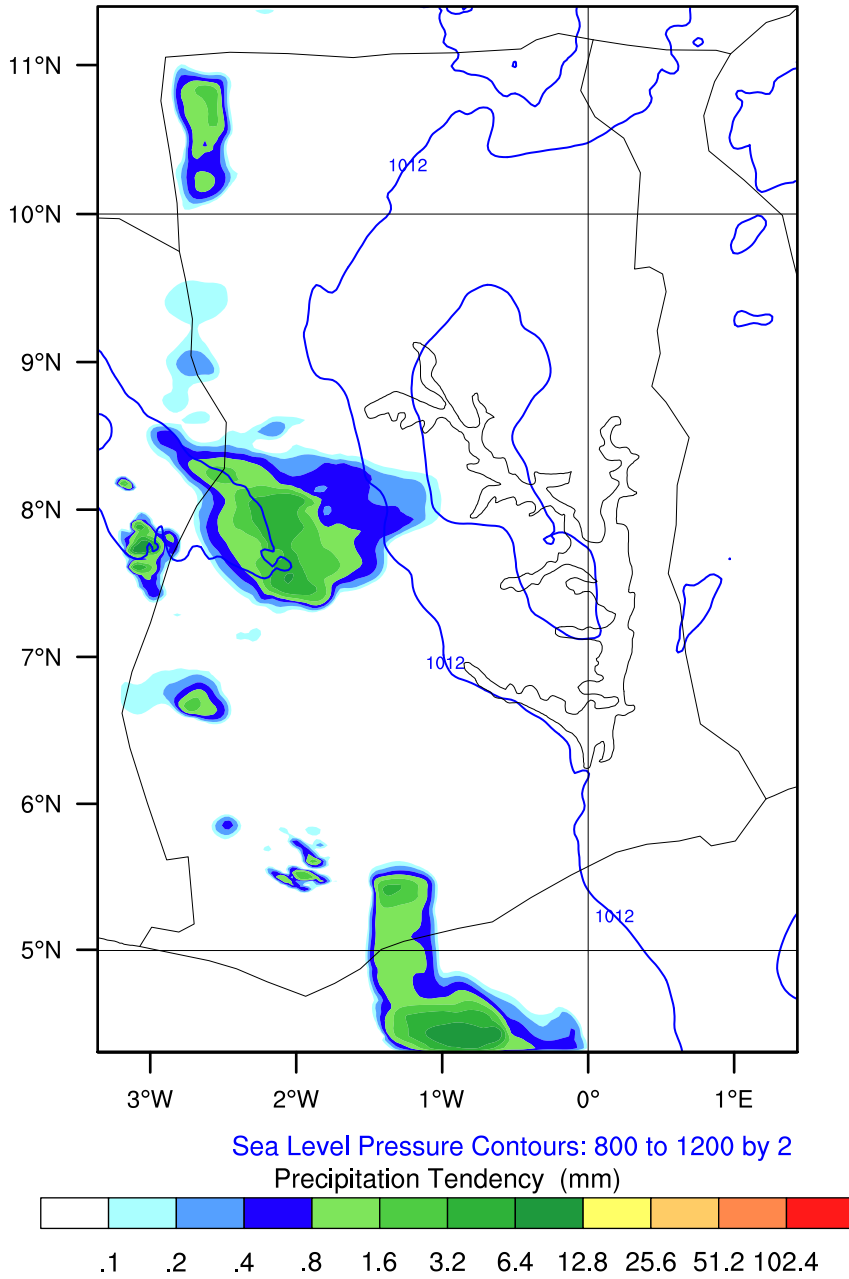 11°N
1012
10°N
9°N
8°N
7°N
1012
6°N
1012
5°N
3°W 2°W 1°W 0° 1°E
Sea Level Pressure Contours: 800 to 1200 by 2
Precipitation Tendency (mm)
.1 .2 .4 .8 1.6 3.2 6.4 12.8 25.6 51.2 102.4